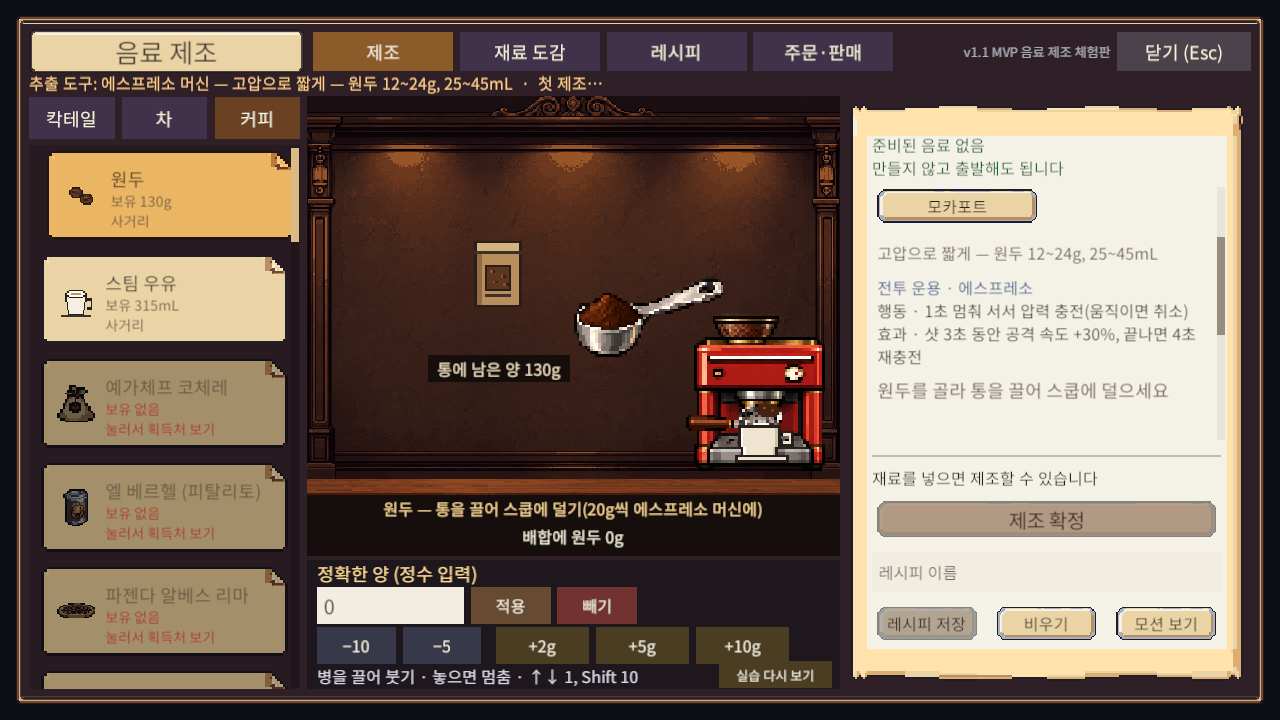 음료 제조
제조
재료 도감
레시피
주문·판매
v1.1 MVP 음료 제조 체험판
닫기 (Esc)
추출 도구: 에스프레소 머신 — 고압으로 짧게 — 원두 12~24g, 25~45mL · 첫 제조…
칵테일
차
커피
원두
보유 130g
사거리
스팀 우유
보유 315mL
사거리
예가체프 코체레
보유 없음
눌러서 획득처 보기
엘 베르헬 (피탈리토)
보유 없음
눌러서 획득처 보기
파젠다 알베스 리마
보유 없음
눌러서 획득처 보기
통에 남은 양 130g
원두 — 통을 끌어 스쿱에 덜기(20g씩 에스프레소 머신에)
배합에 원두 0g
정확한 양 (정수 입력)
0
적용
빼기
−10
−5
+2g
+5g
+10g
병을 끌어 붓기 · 놓으면 멈춤 · ↑↓ 1, Shift 10
실습 다시 보기
준비된 음료 없음
만들지 않고 출발해도 됩니다
모카포트
고압으로 짧게 — 원두 12~24g, 25~45mL
전투 운용 · 에스프레소
행동 · 1초 멈춰 서서 압력 충전(움직이면 취소)
효과 · 샷 3초 동안 공격 속도 +30%, 끝나면 4초
재충전
원두를 골라 통을 끌어 스쿱에 덜으세요
재료를 넣으면 제조할 수 있습니다
제조 확정
레시피 이름
레시피 저장
비우기
모션 보기